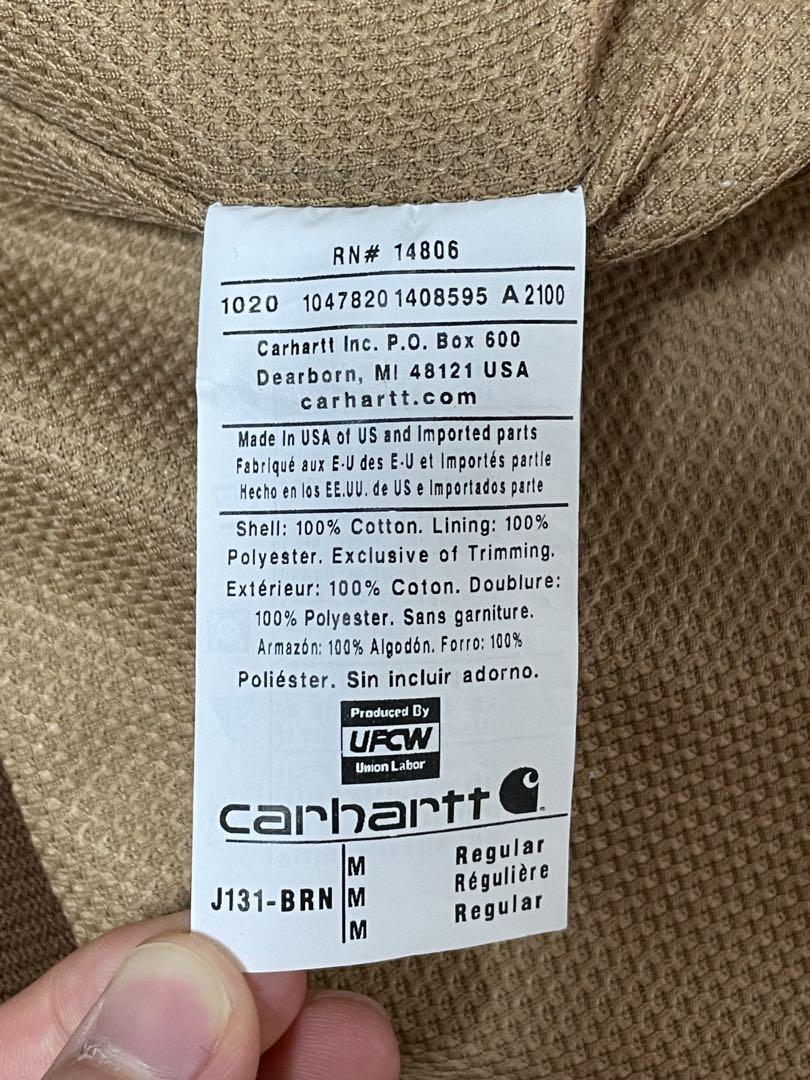 RN# 14806
1020 1047820 1408595 A 2100
Carhartt Inc. P.O. Box 600
Dearborn, MI 48121 USA
carhartt.com
Made In USA of US and Imported parts
Fabriqué aux E-U des E-U et Importés partie
Hecho en los EE.UU. de US e Importados parte
Shell: 100% Cotton. Lining: 100%
Polyester. Exclusive of Trimming.
Extérieur: 100% Coton. Doublure:
100% Polyester. Sans garniture.
Armazón: 100% Algodón. Forro: 100%
Poliéster. Sin incluir adorno.
Produced By
UFCW
Union Labor
carhartt
M Regular
J131-BRN M Régulière
M Regular